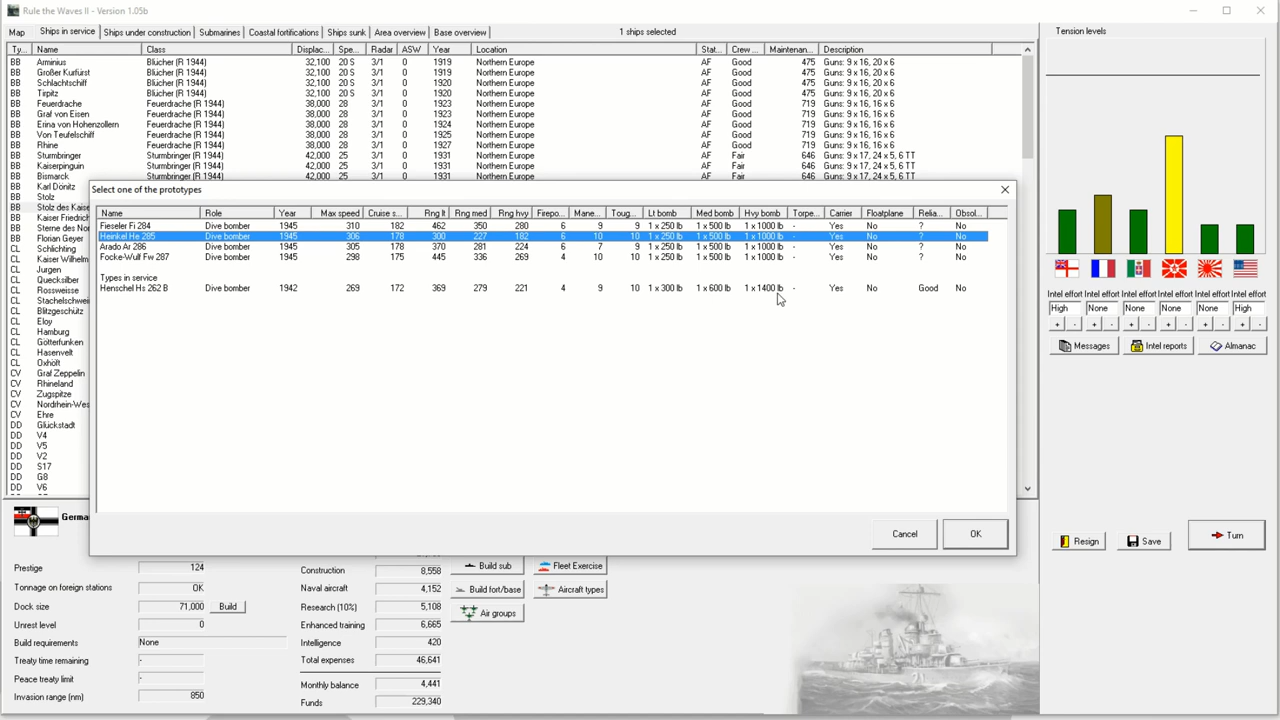 Rule the Waves II - Version 1.05b
Map Ships in service Ships under construction Submarines Coastal fortifications Ships sunk Area overview Base overview 1 ships selected
Ty... Name Class Displac... Spe... Radar ASW Year Location Stat... Crew ... Maintenan... Description
BB Arminius Blücher (R 1944) 32,100 20 S 3/1 0 1919 Northern Europe AF Good 475 Guns: 9 x 16, 20 x 6
BB Großer Kurfürst Blücher (R 1944) 32,100 20 S 3/1 0 1919 Northern Europe AF Good 475 Guns: 9 x 16, 20 x 6
BB Schlachtschiff Blücher (R 1944) 32,100 20 S 3/1 0 1920 Northern Europe AF Good 475 Guns: 9 x 16, 20 x 6
BB Tirpitz Blücher (R 1944) 32,100 20 S 3/1 0 1920 Northern Europe AF Good 475 Guns: 9 x 16, 20 x 6
BB Feuerdrache Feuerdrache (R 1944) 38,000 28 3/1 0 1923 Northern Europe AF Good 719 Guns: 9 x 16, 16 x 6
BB Graf von Eisen Feuerdrache (R 1944) 38,000 28 3/1 0 1923 Northern Europe AF Good 719 Guns: 9 x 16, 16 x 6
BB Erina von Hohenzollern Feuerdrache (R 1944) 38,000 28 3/1 0 1924 Northern Europe AF Good 719 Guns: 9 x 16, 16 x 6
BB Von Teufelschiff Feuerdrache (R 1944) 38,000 28 3/1 0 1925 Northern Europe AF Good 719 Guns: 9 x 16, 16 x 6
BB Rhine Feuerdrache (R 1944) 38,000 28 3/1 0 1927 Northern Europe AF Good 719 Guns: 9 x 16, 16 x 6
BB Sturmbringer Sturmbringer (R 1944) 42,000 25 3/1 0 1931 Northern Europe AF Fair 646 Guns: 9 x 17, 24 x 5, 6 TT
BB Kaiserpinguin Sturmbringer (R 1944) 42,000 25 3/1 0 1931 Northern Europe AF Fair 646 Guns: 9 x 17, 24 x 5, 6 TT
BB Bismarck Sturmbringer (R 1944) 42,000 25 3/1 0 1931 Northern Europe AF Fair 646 Guns: 9 x 17, 24 x 5, 6 TT
BB Karl Dönitz
BB Stolz
BB Stolz des Kaise
BB Kaiser Friedrich
BB Sterne von Berlin
BB Florian Geyer
CL Schlichting
CL Kaiser Wilhelm
CL Jurgen
CL Quecksilber
CL Rossweisse
CL Stachelschwein
CL Blitzgeschütz
CL Eloy
CL Hamburg
CL Götterfunken
CL Hasenvelt
CL Oxhöft
CV Graf Zeppelin
CV Rhineland
CV Zugspitze
CV Nordrhein-Wes
CV Ehre
DD Glückstadt
DD V4
DD V5
DD V2
DD S17
DD G8
DD V6
Select one of the prototypes
Name Role Year Max speed Cruise s... Rng lt Rng med Rng hvy Firepo... Mane... Toug... Lt bomb Med bomb Hvy bomb Torpe... Carrier Floatplane Relia... Obsol...
Fieseler Fi 284 Dive bomber 1945 310 182 462 350 280 6 9 9 1 x 250 lb 1 x 500 lb 1 x 1000 lb - Yes No ? No
Heinkel He 285 Dive bomber 1945 306 178 300 227 182 6 10 10 1 x 250 lb 1 x 500 lb 1 x 1000 lb - Yes No ? No
Arado Ar 286 Dive bomber 1945 305 178 370 281 224 6 7 9 1 x 250 lb 1 x 500 lb 1 x 1000 lb - Yes No ? No
Focke-Wulf Fw 287 Dive bomber 1945 298 175 445 336 269 4 10 10 1 x 250 lb 1 x 500 lb 1 x 1000 lb - Yes No ? No
Types in service
Henschel Hs 262 B Dive bomber 1942 269 172 369 279 221 4 9 10 1 x 300 lb 1 x 600 lb 1 x 1400 lb - Yes No Good No
Cancel OK
Tension levels
Intel effort Intel effort Intel effort Intel effort Intel effort Intel effort
High None None None None High
+ - + - + - + - + - + -
Messages Intel reports Almanac
Resign Save Turn
Germa
Prestige 124
Tonnage on foreign stations OK
Dock size 71,000 Build
Unrest level 0
Build requirements None
Treaty time remaining -
Peace treaty limit -
Invasion range (nm) 850
Construction 8,558
Naval aircraft 4,152
Research (10%) 5,108
Enhanced training 6,665
Intelligence 420
Total expenses 46,641
Monthly balance 4,441
Funds 229,340
Build sub Fleet Exercise
Build fort/base Aircraft types
Air groups